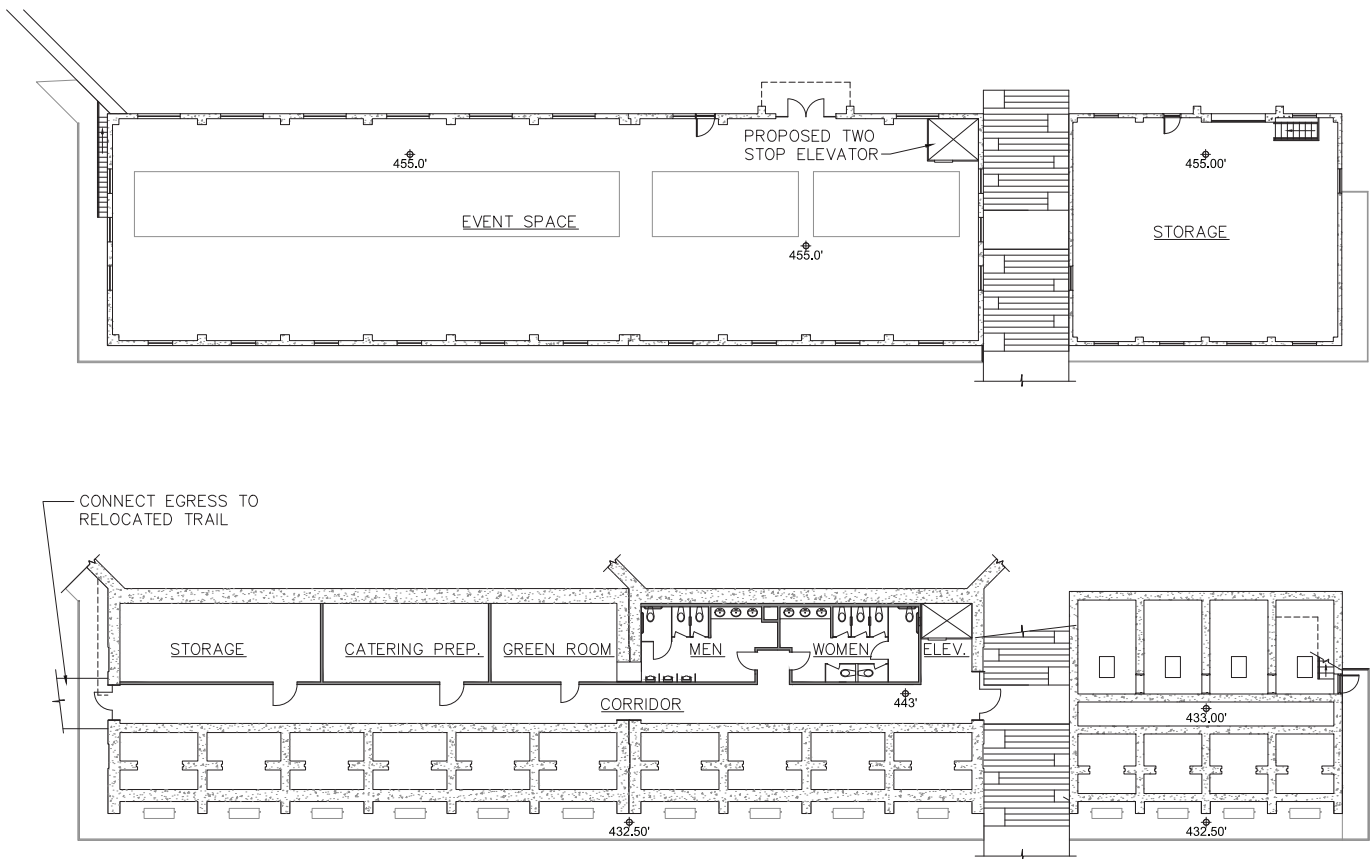 PROPOSED TWO
STOP ELEVATOR
455.0'
455.00'
EVENT SPACE
STORAGE
455.0'
CONNECT EGRESS TO
RELOCATED TRAIL
STORAGE
CATERING PREP.
GREEN ROOM
MEN
WOMEN
ELEV.
443'
CORRIDOR
433.00'
432.50'
432.50'